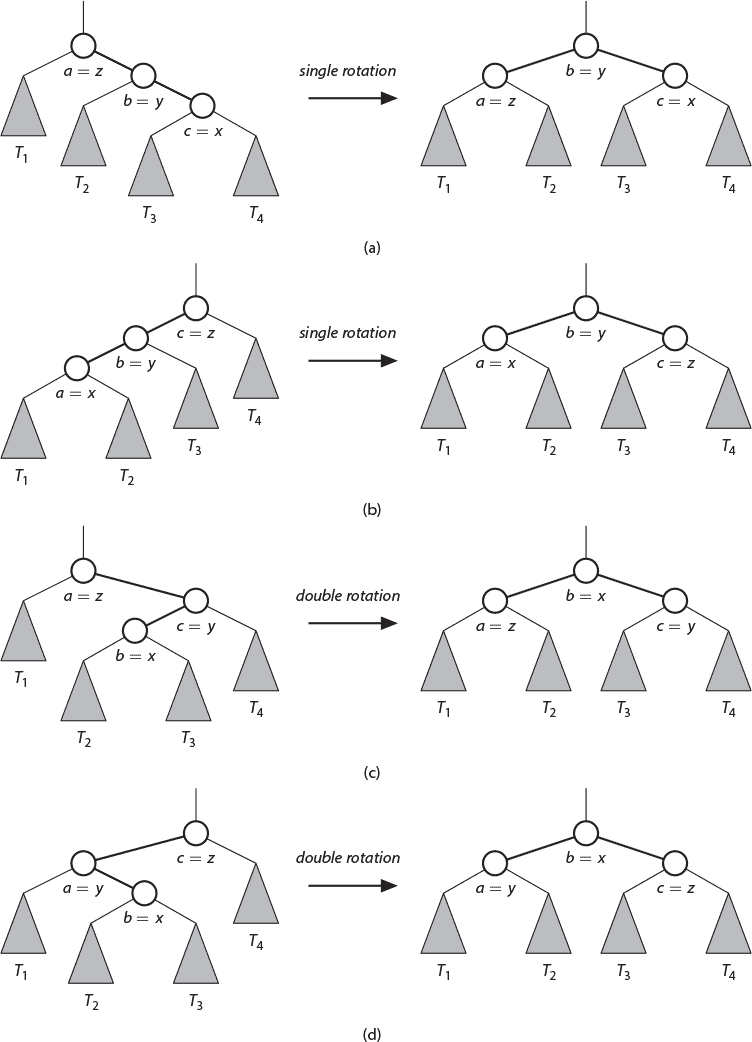 a = z
single rotation
b = y
b = y
a = z
c = x
c = x
T1
T2
T3
T4
T1
T2
T3
T4
(a)
c = z
single rotation
b = y
b = y
a = x
c = z
a = x
T4
T3
T1
T2
T1
T2
T3
T4
(b)
a = z
double rotation
b = x
c = y
a = z
c = y
b = x
T1
T4
T2
T3
T1
T2
T3
T4
(c)
c = z
double rotation
b = x
a = y
a = y
c = z
b = x
T4
T1
T2
T3
T1
T2
T3
T4
(d)